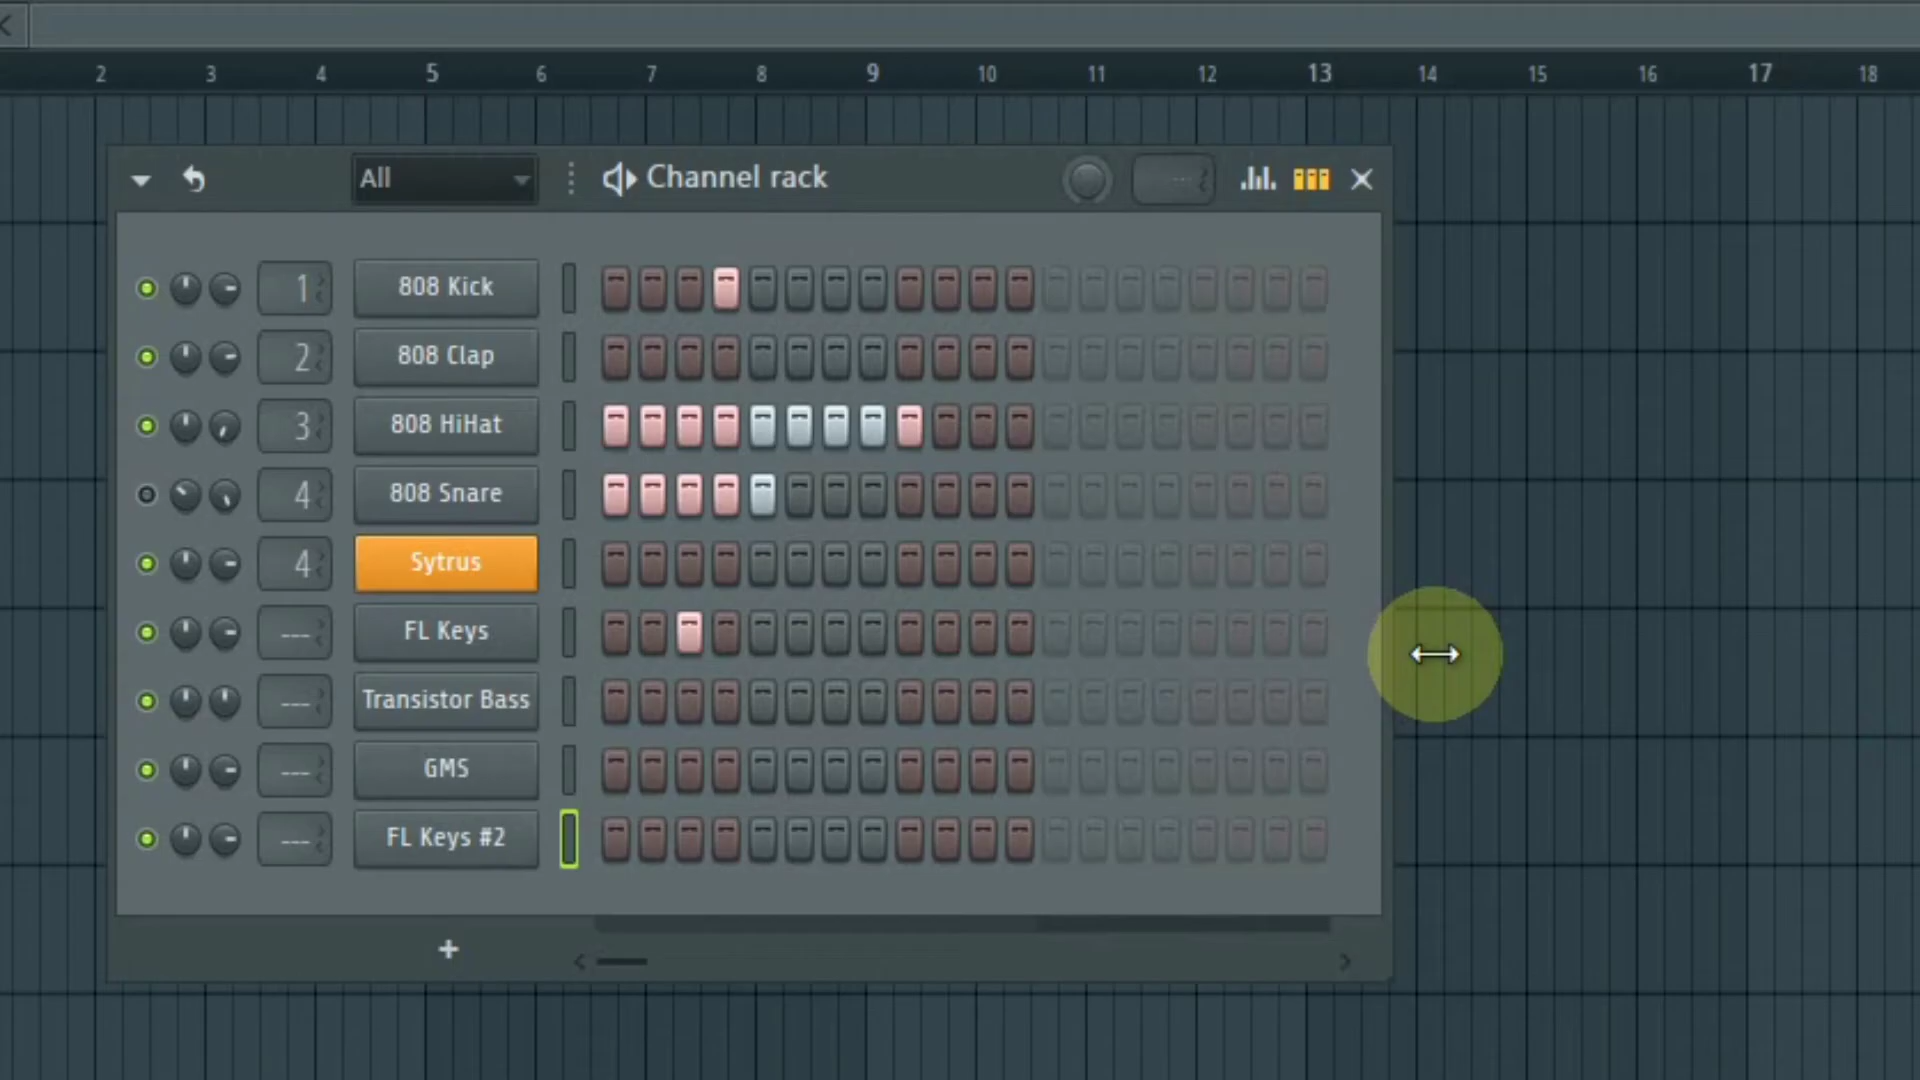 2 3 4 5 6 7 8 9 10 11 12 13 14 15 16 17 18
All Channel rack ---
1 808 Kick
2 808 Clap
3 808 HiHat
4 808 Snare
4 Sytrus
--- FL Keys
--- Transistor Bass
--- GMS
--- FL Keys #2
+